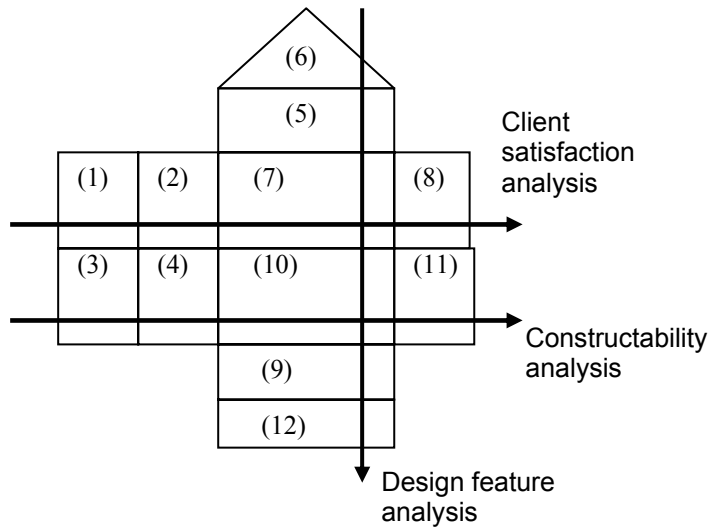 (6)
(5)
Client
satisfaction
analysis
(1) (2) (7) (8)
(3) (4) (10) (11)
Constructability
analysis
(9)
(12)
Design feature
analysis